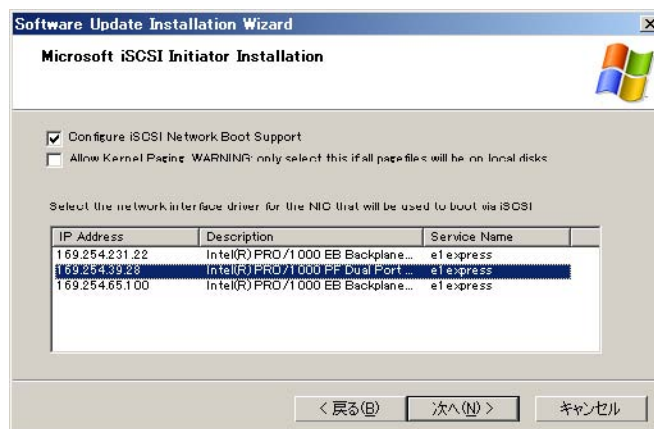 Software Update Installation Wizard
Microsoft iSCSI Initiator Installation
Configure iSCSI Network Boot Support
Allow Kernel Paging. WARNING: only select this if all pagefiles will be on local disks
Select the network interface driver for the NIC that will be used to boot via iSCSI
IP Address Description Service Name
169.254.231.22 Intel(R) PRO/1000 EB Backplane... e1express
169.254.39.28 Intel(R) PRO/1000 PF Dual Port ... e1express
169.254.65.100 Intel(R) PRO/1000 EB Backplane... e1express
< 戻る(B) 次へ(N) > キャンセル